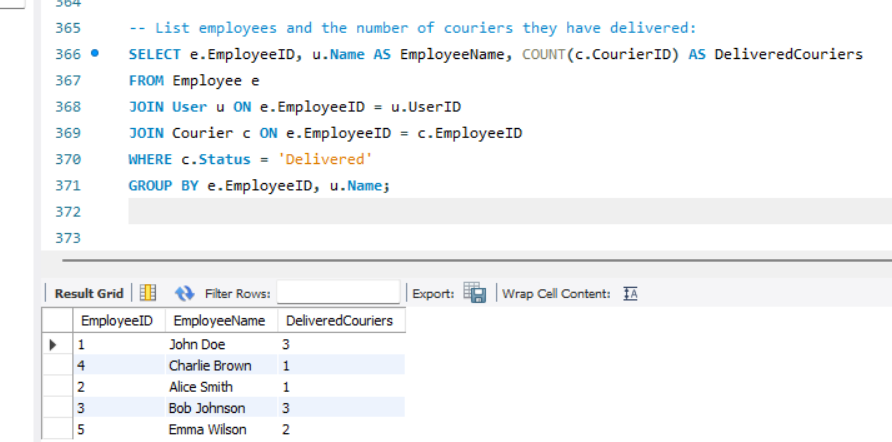 364
365 -- List employees and the number of couriers they have delivered:
366 SELECT e.EmployeeID, u.Name AS EmployeeName, COUNT(c.CourierID) AS DeliveredCouriers
367 FROM Employee e
368 JOIN User u ON e.EmployeeID = u.UserID
369 JOIN Courier c ON e.EmployeeID = c.EmployeeID
370 WHERE c.Status = 'Delivered'
371 GROUP BY e.EmployeeID, u.Name;
372
373
Result Grid Filter Rows: Export: Wrap Cell Content: IA
EmployeeID EmployeeName DeliveredCouriers
1 John Doe 3
4 Charlie Brown 1
2 Alice Smith 1
3 Bob Johnson 3
5 Emma Wilson 2